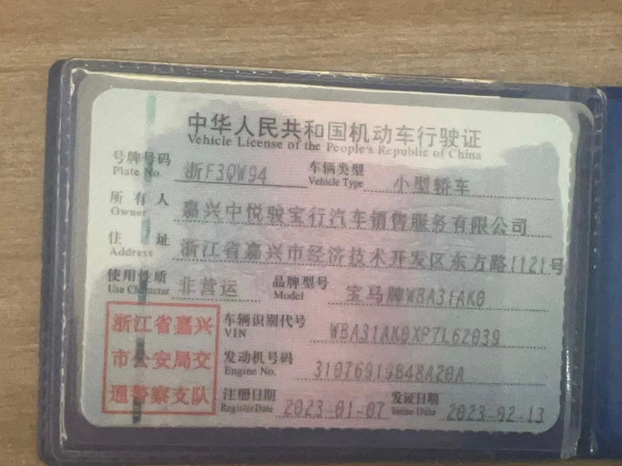 中华人民共和国机动车行驶证
Vehicle License of the People's Republic of China
号牌号码 浙F3QW94 车辆类型 小型轿车
Plate No. Vehicle Type
所有人 嘉兴中悦骏宝行汽车销售服务有限公司
Owner
住址 浙江省嘉兴市经济技术开发区东方路1121号
Address
使用性质 非营运 品牌型号 宝马牌WBA31AK0
Use Character Model
浙江省嘉兴
市公安局交
通警察支队
车辆识别代号 WBA31AK0XP7L62039
VIN
发动机号码 31076919B48A20A
Engine No.
注册日期 2023-01-07 发证日期 2023-02-13
Register Date Issue Date